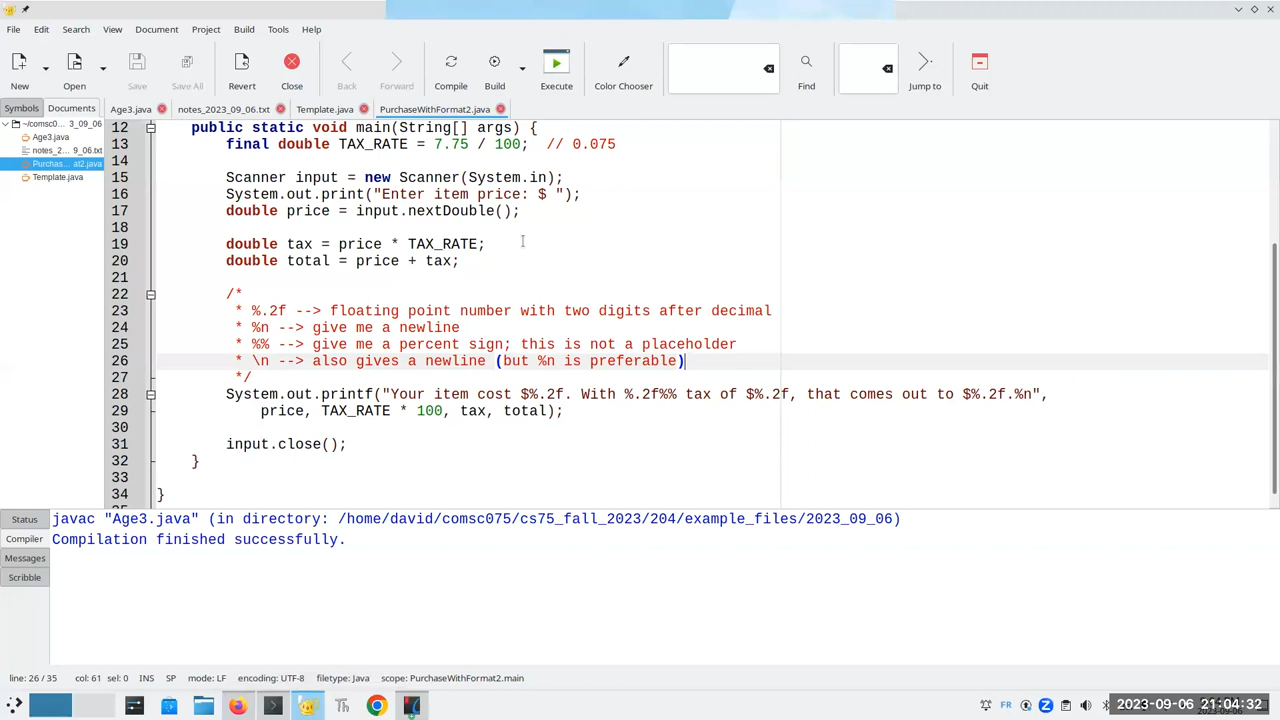 File Edit Search View Document Project Build Tools Help
New Open Save Save All Revert Close Back Forward Compile Build Execute Color Chooser Find Jump to Quit
Symbols Documents Age3.java notes_2023_09_06.txt Template.java PurchaseWithFormat2.java
~/comsc0... 3_09_06
Age3.java
notes_2... 9_06.txt
Purchas... at2.java
Template.java
12 public static void main(String[] args) {
13 final double TAX_RATE = 7.75 / 100; // 0.075
14
15 Scanner input = new Scanner(System.in);
16 System.out.print("Enter item price: $ ");
17 double price = input.nextDouble();
18
19 double tax = price * TAX_RATE;
20 double total = price + tax;
21
22 /*
23 * %.2f --> floating point number with two digits after decimal
24 * %n --> give me a newline
25 * %% --> give me a percent sign; this is not a placeholder
26 * \n --> also gives a newline (but %n is preferable)
27 */
28 System.out.printf("Your item cost $%.2f. With %.2f%% tax of $%.2f, that comes out to $%.2f.%n",
29 price, TAX_RATE * 100, tax, total);
30
31 input.close();
32 }
33
34 }
Status
Compiler
Messages
Scribble
javac "Age3.java" (in directory: /home/david/comsc075/cs75_fall_2023/204/example_files/2023_09_06)
Compilation finished successfully.
line: 26 / 35 col: 61 sel: 0 INS SP mode: LF encoding: UTF-8 filetype: Java scope: PurchaseWithFormat2.main
FR 2023-09-06 21:04:32